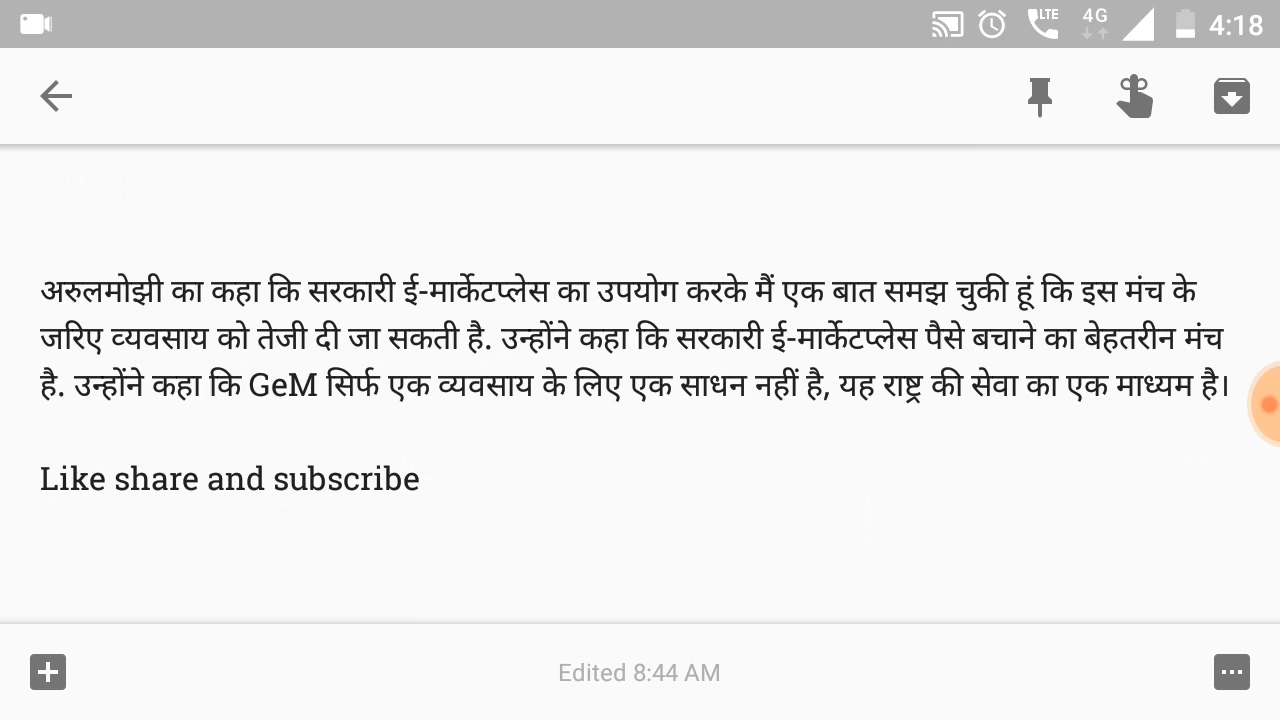 LTE 4G 4:18
अरुलमोझी का कहा कि सरकारी ई-मार्केटप्लेस का उपयोग करके मैं एक बात समझ चुकी हूं कि इस मंच के
जरिए व्यवसाय को तेजी दी जा सकती है. उन्होंने कहा कि सरकारी ई-मार्केटप्लेस पैसे बचाने का बेहतरीन मंच
है. उन्होंने कहा कि GeM सिर्फ एक व्यवसाय के लिए एक साधन नहीं है, यह राष्ट्र की सेवा का एक माध्यम है।
Like share and subscribe
Edited 8:44 AM